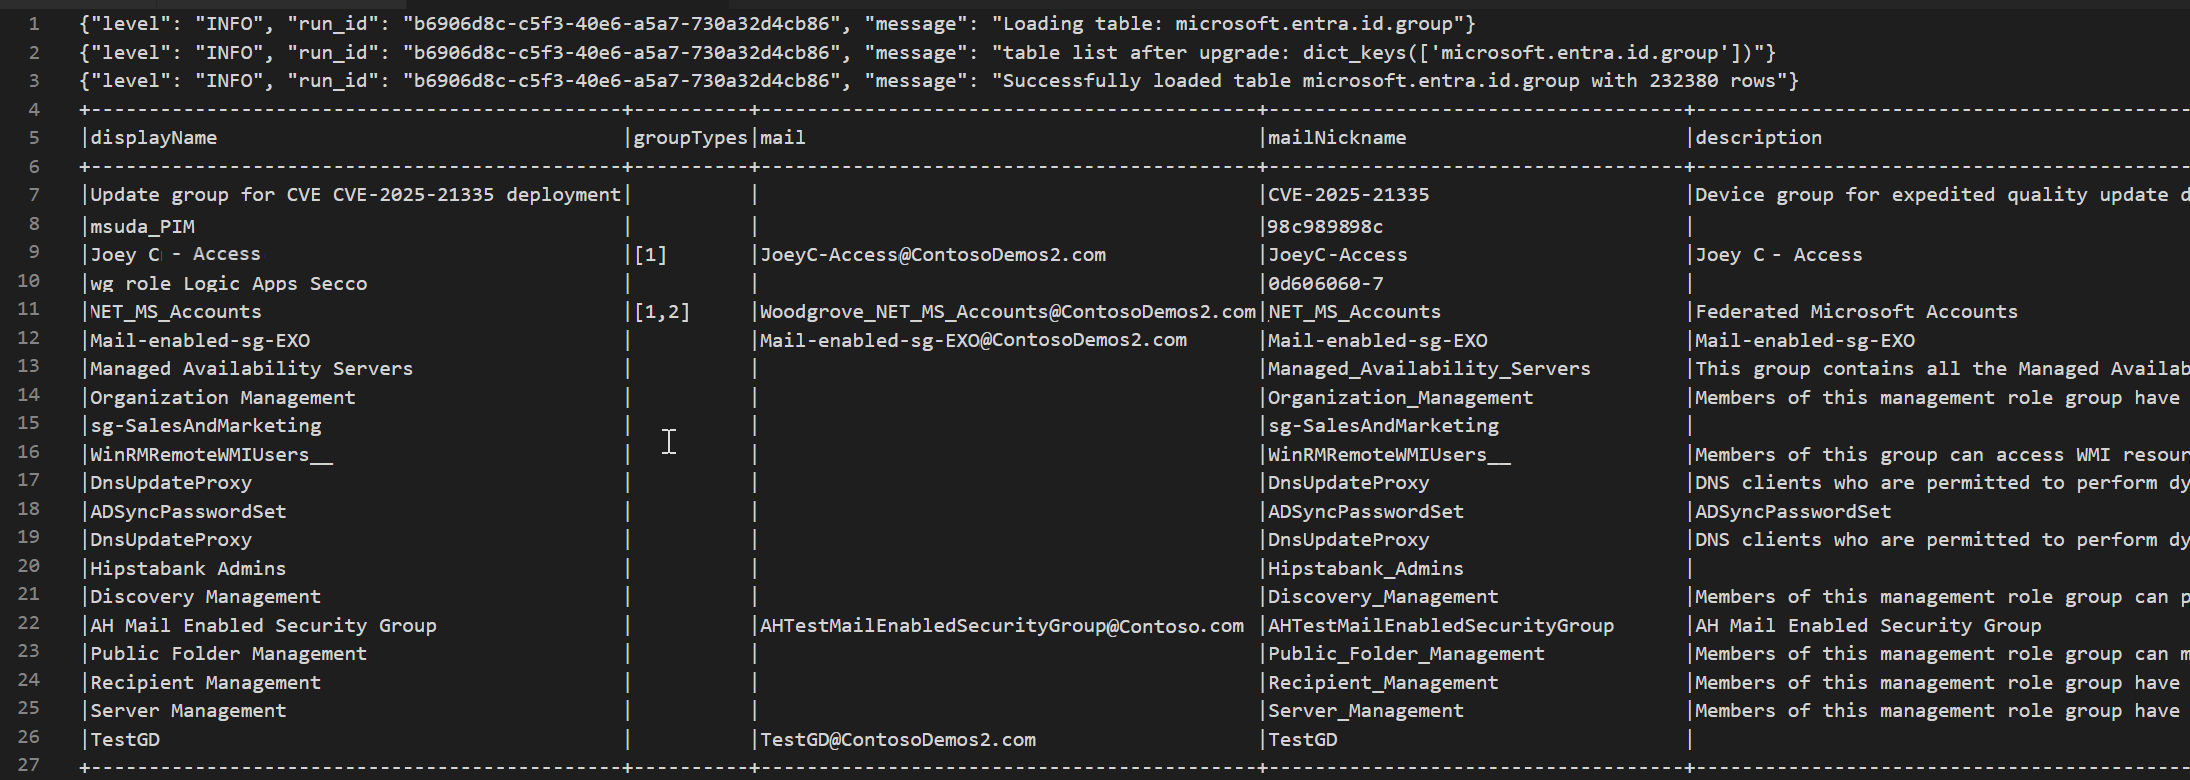 1 {"level": "INFO", "run_id": "b6906d8c-c5f3-40e6-a5a7-730a32d4cb86", "message": "Loading table: microsoft.entra.id.group"}
2 {"level": "INFO", "run_id": "b6906d8c-c5f3-40e6-a5a7-730a32d4cb86", "message": "table list after upgrade: dict_keys(['microsoft.entra.id.group'])"}
3 {"level": "INFO", "run_id": "b6906d8c-c5f3-40e6-a5a7-730a32d4cb86", "message": "Successfully loaded table microsoft.entra.id.group with 232380 rows"}
4 +----------------------------------------------+----------+-------------------------------------------+------------------------------------+-------------------------------------------
5 |displayName |groupTypes|mail |mailNickname |description
6 +----------------------------------------------+----------+-------------------------------------------+------------------------------------+-------------------------------------------
7 |Update group for CVE CVE-2025-21335 deployment| | |CVE-2025-21335 |Device group for expedited quality update d
8 |msuda_PIM | | |98c989898c |
9 |Joey C - Access |[1] |JoeyC-Access@ContosoDemos2.com |JoeyC-Access |Joey C - Access
10 |wg role Logic Apps Secco | | |0d606060-7 |
11 |NET_MS_Accounts |[1,2] |Woodgrove_NET_MS_Accounts@ContosoDemos2.com|NET_MS_Accounts |Federated Microsoft Accounts
12 |Mail-enabled-sg-EXO | |Mail-enabled-sg-EXO@ContosoDemos2.com |Mail-enabled-sg-EXO |Mail-enabled-sg-EXO
13 |Managed Availability Servers | | |Managed_Availability_Servers |This group contains all the Managed Availab
14 |Organization Management | | |Organization_Management |Members of this management role group have
15 |sg-SalesAndMarketing | | |sg-SalesAndMarketing |
16 |WinRMRemoteWMIUsers__ | | |WinRMRemoteWMIUsers__ |Members of this group can access WMI resour
17 |DnsUpdateProxy | | |DnsUpdateProxy |DNS clients who are permitted to perform dy
18 |ADSyncPasswordSet | | |ADSyncPasswordSet |ADSyncPasswordSet
19 |DnsUpdateProxy | | |DnsUpdateProxy |DNS clients who are permitted to perform dy
20 |Hipstabank Admins | | |Hipstabank_Admins |
21 |Discovery Management | | |Discovery_Management |Members of this management role group can p
22 |AH Mail Enabled Security Group | |AHTestMailEnabledSecurityGroup@Contoso.com |AHTestMailEnabledSecurityGroup |AH Mail Enabled Security Group
23 |Public Folder Management | | |Public_Folder_Management |Members of this management role group can m
24 |Recipient Management | | |Recipient_Management |Members of this management role group have
25 |Server Management | | |Server_Management |Members of this management role group have
26 |TestGD | |TestGD@ContosoDemos2.com |TestGD |
27 +----------------------------------------------+----------+-------------------------------------------+------------------------------------+-------------------------------------------